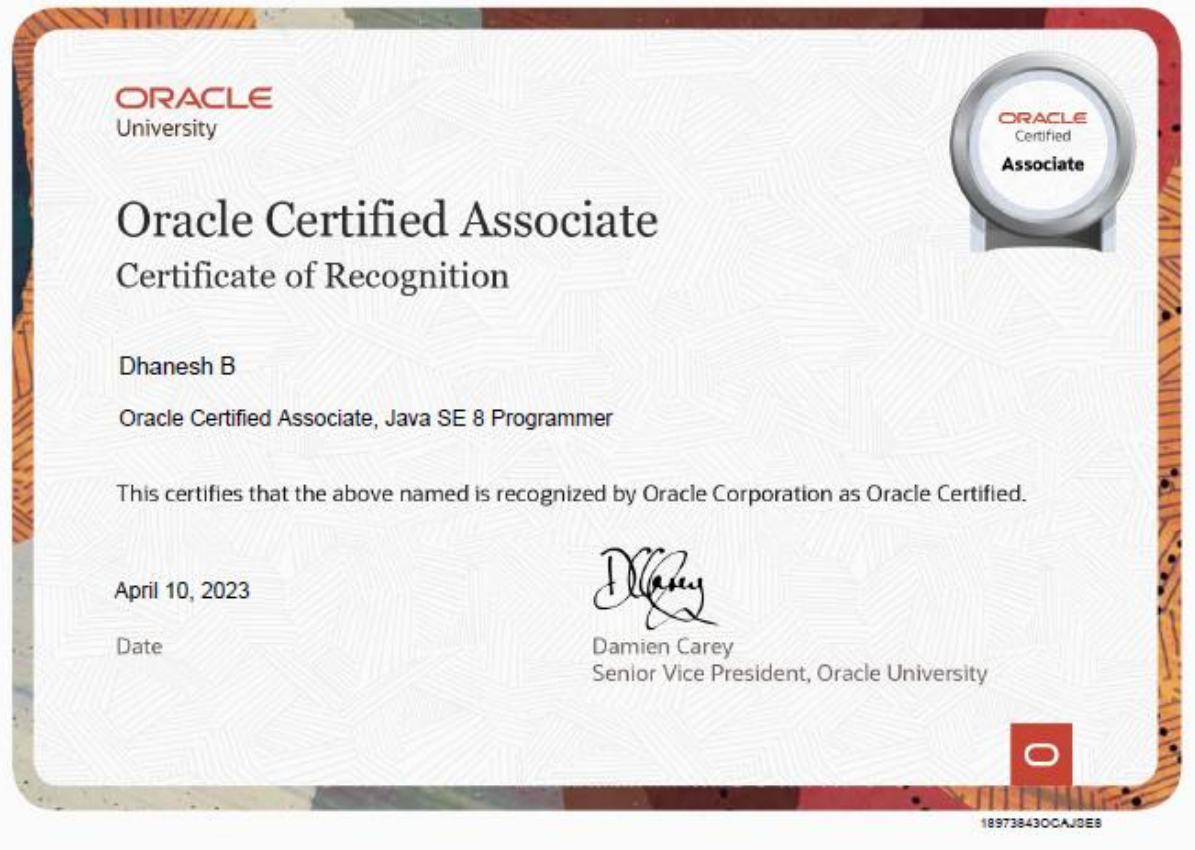 ORACLE
University
ORACLE
Certified
Associate
Oracle Certified Associate
Certificate of Recognition
Dhanesh B
Oracle Certified Associate, Java SE 8 Programmer
This certifies that the above named is recognized by Oracle Corporation as Oracle Certified.
DCCarey
April 10, 2023
Date
Damien Carey
Senior Vice President, Oracle University
18973843OCAJSE8